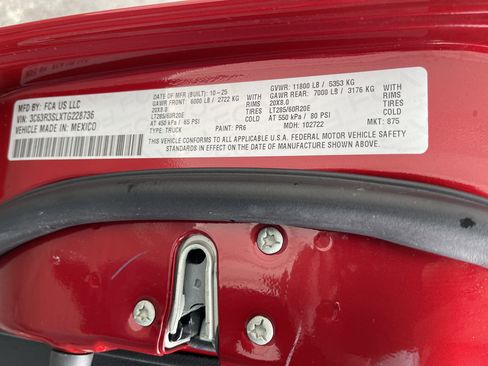 MFD BY: FCA US LLC
VIN: 3C63R3SLXTG228736
VEHICLE MADE IN: MEXICO
DATE OF MFR (BUILT): 10-25
GAWR FRONT: 6000 LB / 2722 KG WITH
20X8.0 RIMS
LT285/60R20E TIRES
AT 450 kPa / 65 PSI COLD
TYPE: TRUCK
GVWR: 11800 LB / 5353 KG
GAWR REAR: 7000 LB / 3176 KG WITH
20X8.0 RIMS
LT285/60R20E TIRES
AT 550 kPa / 80 PSI COLD
PAINT: PR6
MDH: 102722
MKT: 875
THIS VEHICLE CONFORMS TO ALL APPLICABLE U.S.A. FEDERAL MOTOR VEHICLE SAFETY
STANDARDS IN EFFECT ON THE DATE OF MANUFACTURE SHOWN ABOVE